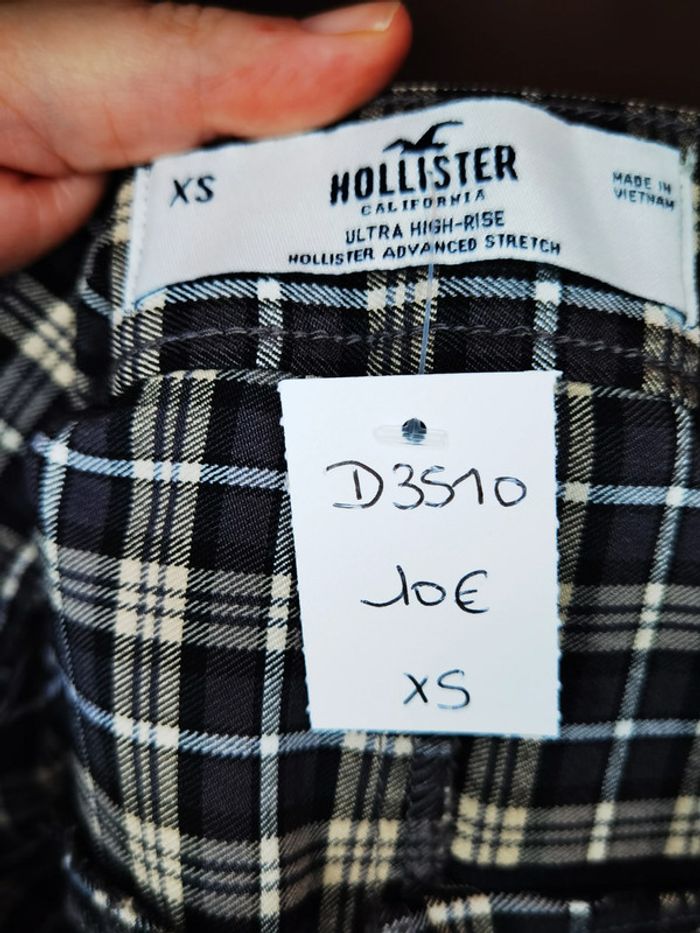 XS
HOLLISTER
CALIFORNIA
ULTRA HIGH-RISE
HOLLISTER ADVANCED STRETCH
MADE IN
VIETNAM
D3510
10€
XS